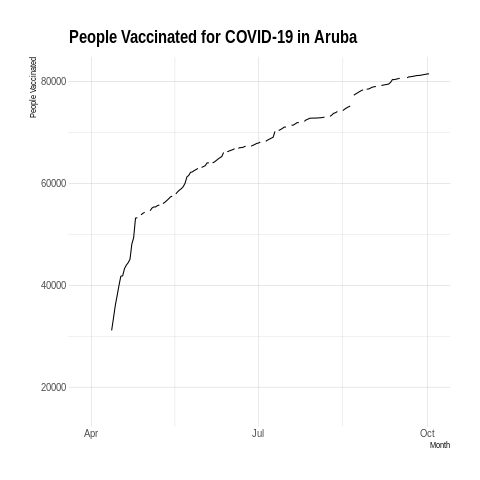 People Vaccinated for COVID-19 in Aruba
People Vaccinated
80000
60000
40000
20000
Apr
Jul
Oct
Month